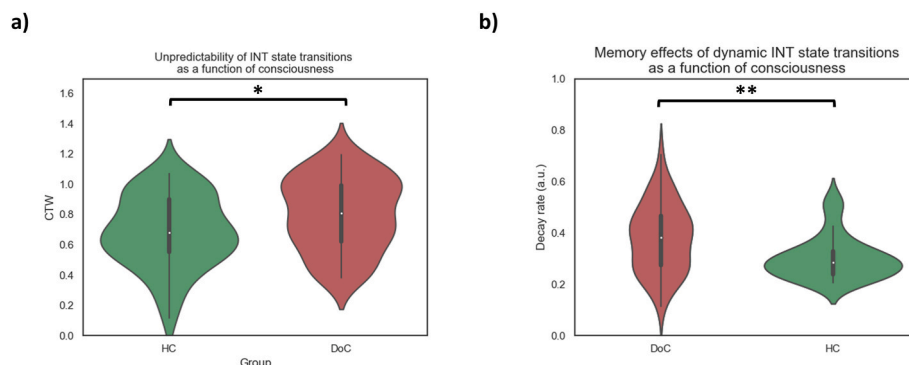 a)
Unpredictability of INT state transitions
as a function of consciousness
*
1.6
1.4
1.2
1.0
0.8
0.6
0.4
0.2
0.0
CTW
HC DoC
Group
b)
Memory effects of dynamic INT state transitions
as a function of consciousness
**
1.0
0.8
0.6
0.4
0.2
0.0
Decay rate (a.u.)
DoC HC